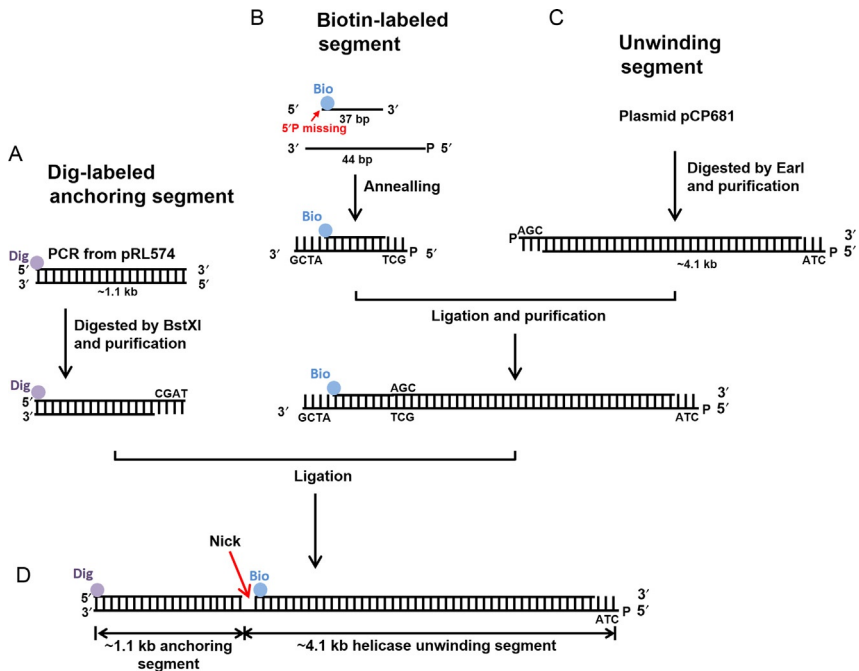 A
Dig-labeled
anchoring segment
Dig
PCR from pRL574
5′ 3′
3′ 5′
~1.1 kb
Digested by BstXI
and purification
Dig
CGAT
5′
3′
B
Biotin-labeled
segment
Bio
5′ 3′
5′P missing
37 bp
3′ P 5′
44 bp
Annealling
Bio
3′ P 5′
GCTA TCG
C
Unwinding
segment
Plasmid pCP681
Digested by EarI
and purification
AGC
P
P
~4.1 kb
ATC
Ligation and purification
Bio
AGC
3′
3′ P 5′
GCTA TCG ATC
Ligation
Nick
D
Dig
Bio
5′ 3′
3′ P 5′
ATC
~1.1 kb anchoring
segment
~4.1 kb helicase unwinding segment